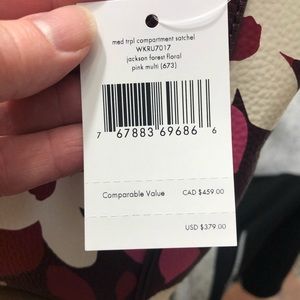 med trpl compartment satchel
WKRU7017
jackson forest floral
pink multi (673)
7 67883 69686 6
Comparable Value CAD $459.00
USD $379.00